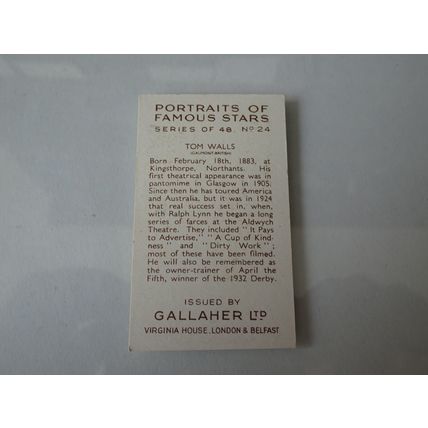 PORTRAITS OF
FAMOUS STARS
SERIES OF 48. No 24
TOM WALLS
(GAUMONT-BRITISH)
Born February 18th, 1883, at
Kingsthorpe, Northants. His
first theatrical appearance was in
pantomime in Glasgow in 1905.
Since then he has toured America
and Australia, but it was in 1924
that real success set in, when,
with Ralph Lynn he began a long
series of farces at the Aldwych
Theatre. They included "It Pays
to Advertise," "A Cup of Kind-
ness" and "Dirty Work";
most of these have been filmed.
He will also be remembered as
the owner-trainer of April the
Fifth, winner of the 1932 Derby.
ISSUED BY
GALLAHER LTD
VIRGINIA HOUSE, LONDON & BELFAST